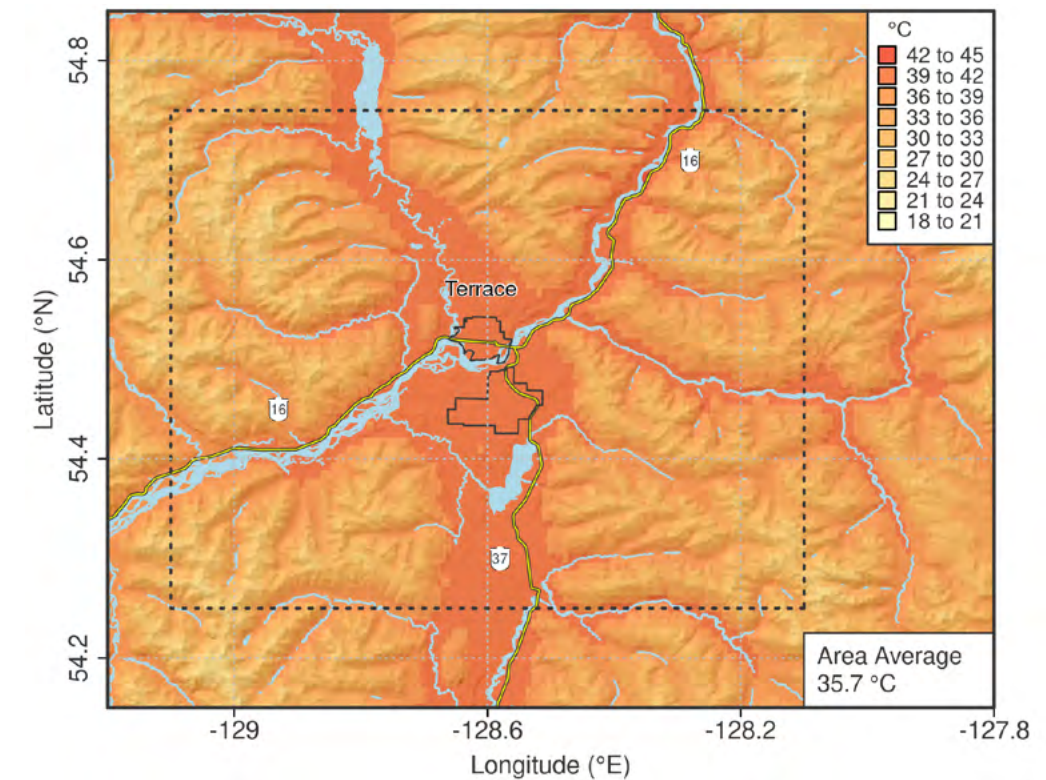 °C
42 to 45
39 to 42
36 to 39
33 to 36
30 to 33
27 to 30
24 to 27
21 to 24
18 to 21
54.8
16
54.6
Terrace
Latitude (°N)
16
54.4
37
54.2
Area Average
35.7 °C
-129
-128.6
-128.2
-127.8
Longitude (°E)